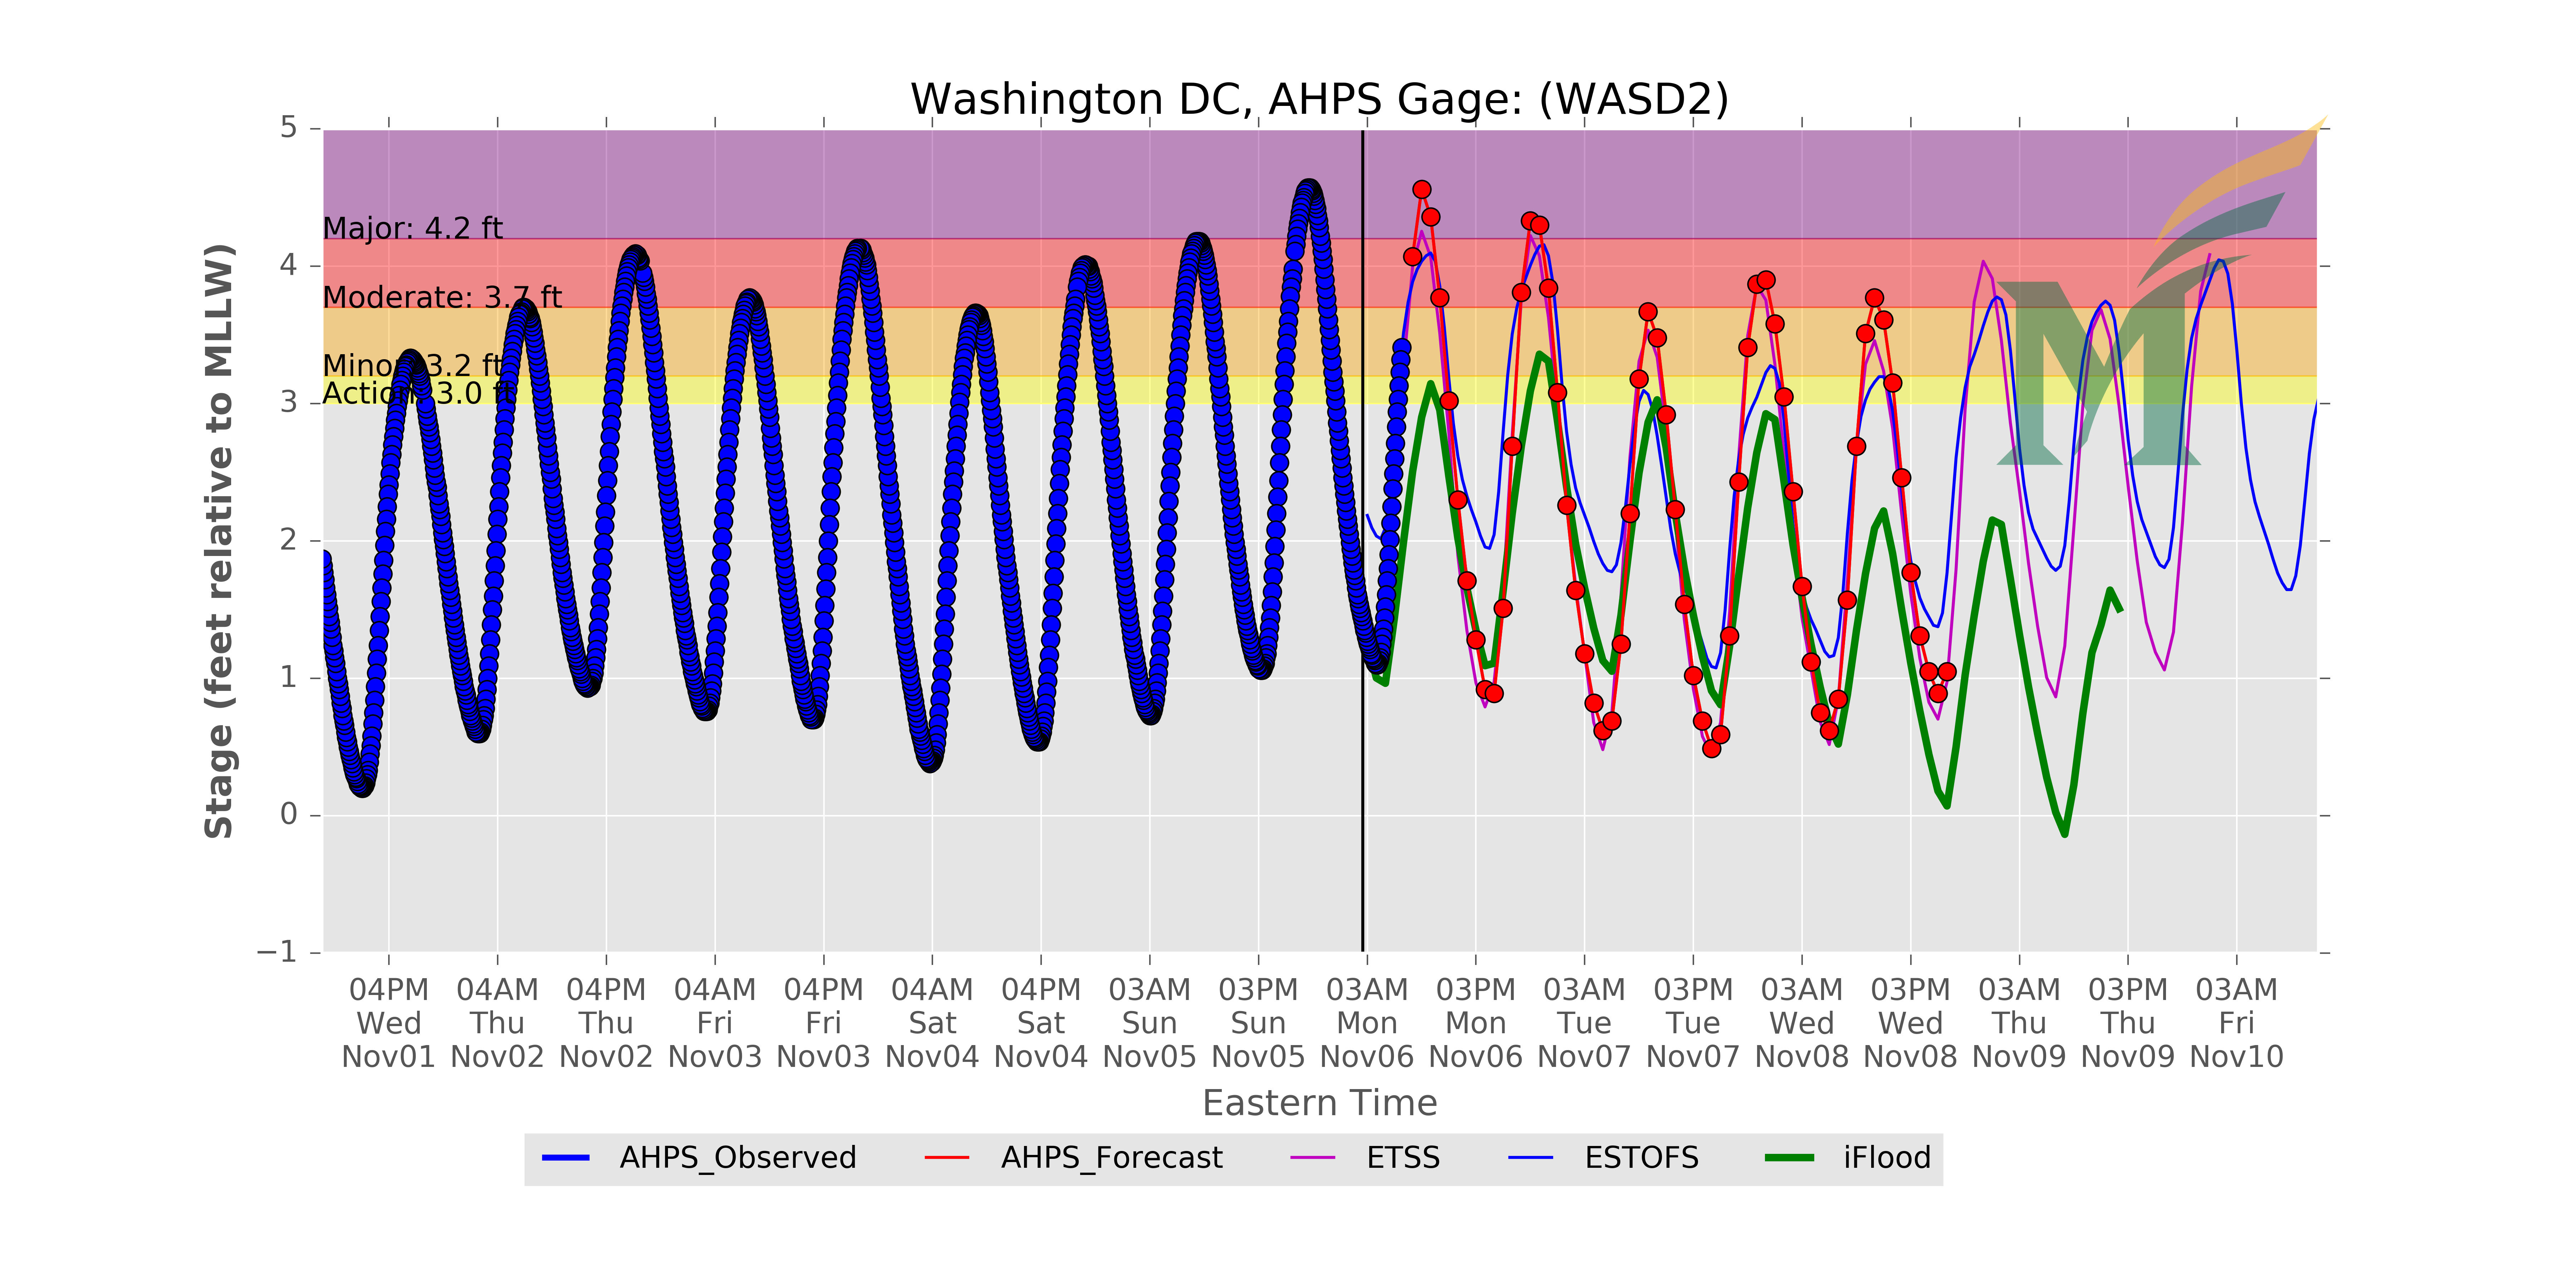 Washington DC, AHPS Gage: (WASD2)
5
4
3
2
1
0
−1
Stage (feet relative to MLLW)
Major: 4.2 ft
Moderate: 3.7 ft
Minor: 3.2 ft
Action: 3.0 ft
04PM Wed Nov01
04AM Thu Nov02
04PM Thu Nov02
04AM Fri Nov03
04PM Fri Nov03
04AM Sat Nov04
04PM Sat Nov04
03AM Sun Nov05
03PM Sun Nov05
03AM Mon Nov06
03PM Mon Nov06
03AM Tue Nov07
03PM Tue Nov07
03AM Wed Nov08
03PM Wed Nov08
03AM Thu Nov09
03PM Thu Nov09
03AM Fri Nov10
Eastern Time
AHPS_Observed AHPS_Forecast ETSS ESTOFS iFlood